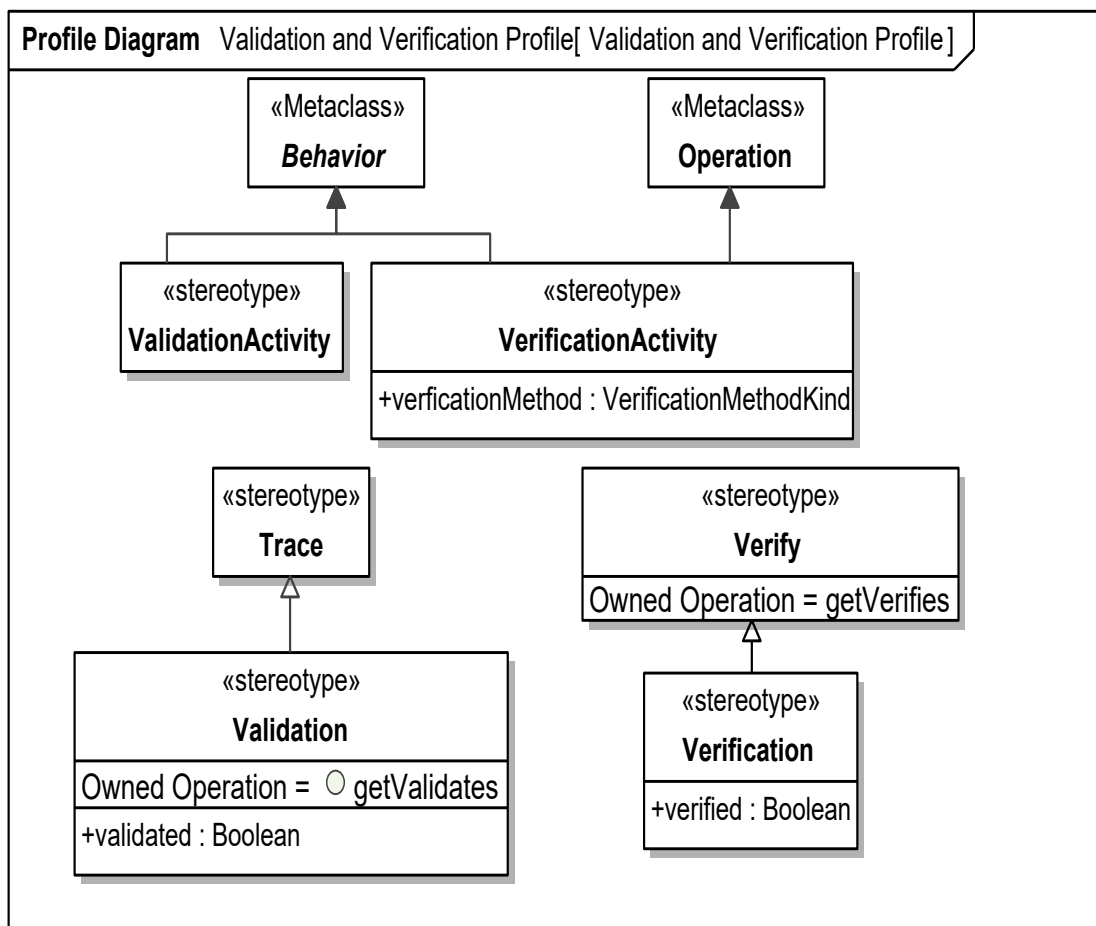 Profile Diagram Validation and Verification Profile[ Validation and Verification Profile]
«Metaclass»
Behavior
«Metaclass»
Operation
«stereotype»
ValidationActivity
«stereotype»
VerificationActivity
+verficationMethod : VerificationMethodKind
«stereotype»
Trace
«stereotype»
Verify
Owned Operation = getVerifies
«stereotype»
Validation
Owned Operation = getValidates
+validated : Boolean
«stereotype»
Verification
+verified : Boolean